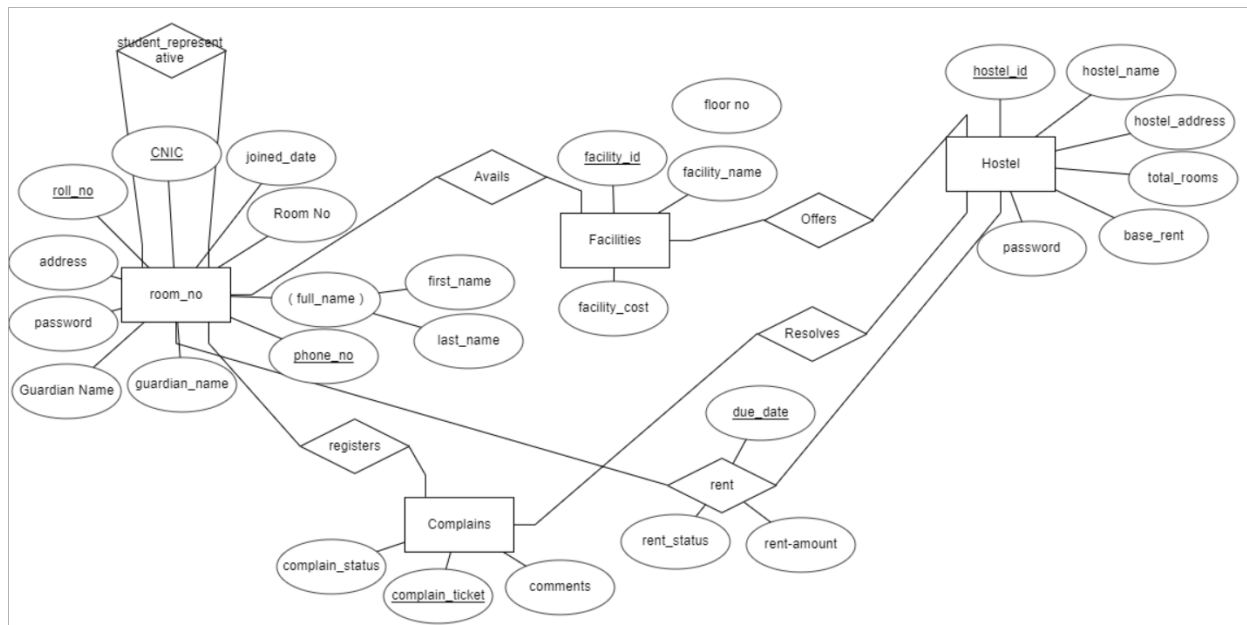 student_represent
ative
hostel_id
hostel_name
floor no
hostel_address
CNIC
joined_date
facility_id
facility_name
Avails
Hostel
total_rooms
roll_no
Room No
Offers
base_rent
password
Facilities
address
room_no
( full_name )
first_name
facility_cost
password
last_name
Resolves
phone_no
Guardian Name
guardian_name
due_date
registers
rent
Complains
rent_status
rent-amount
complain_status
comments
complain_ticket